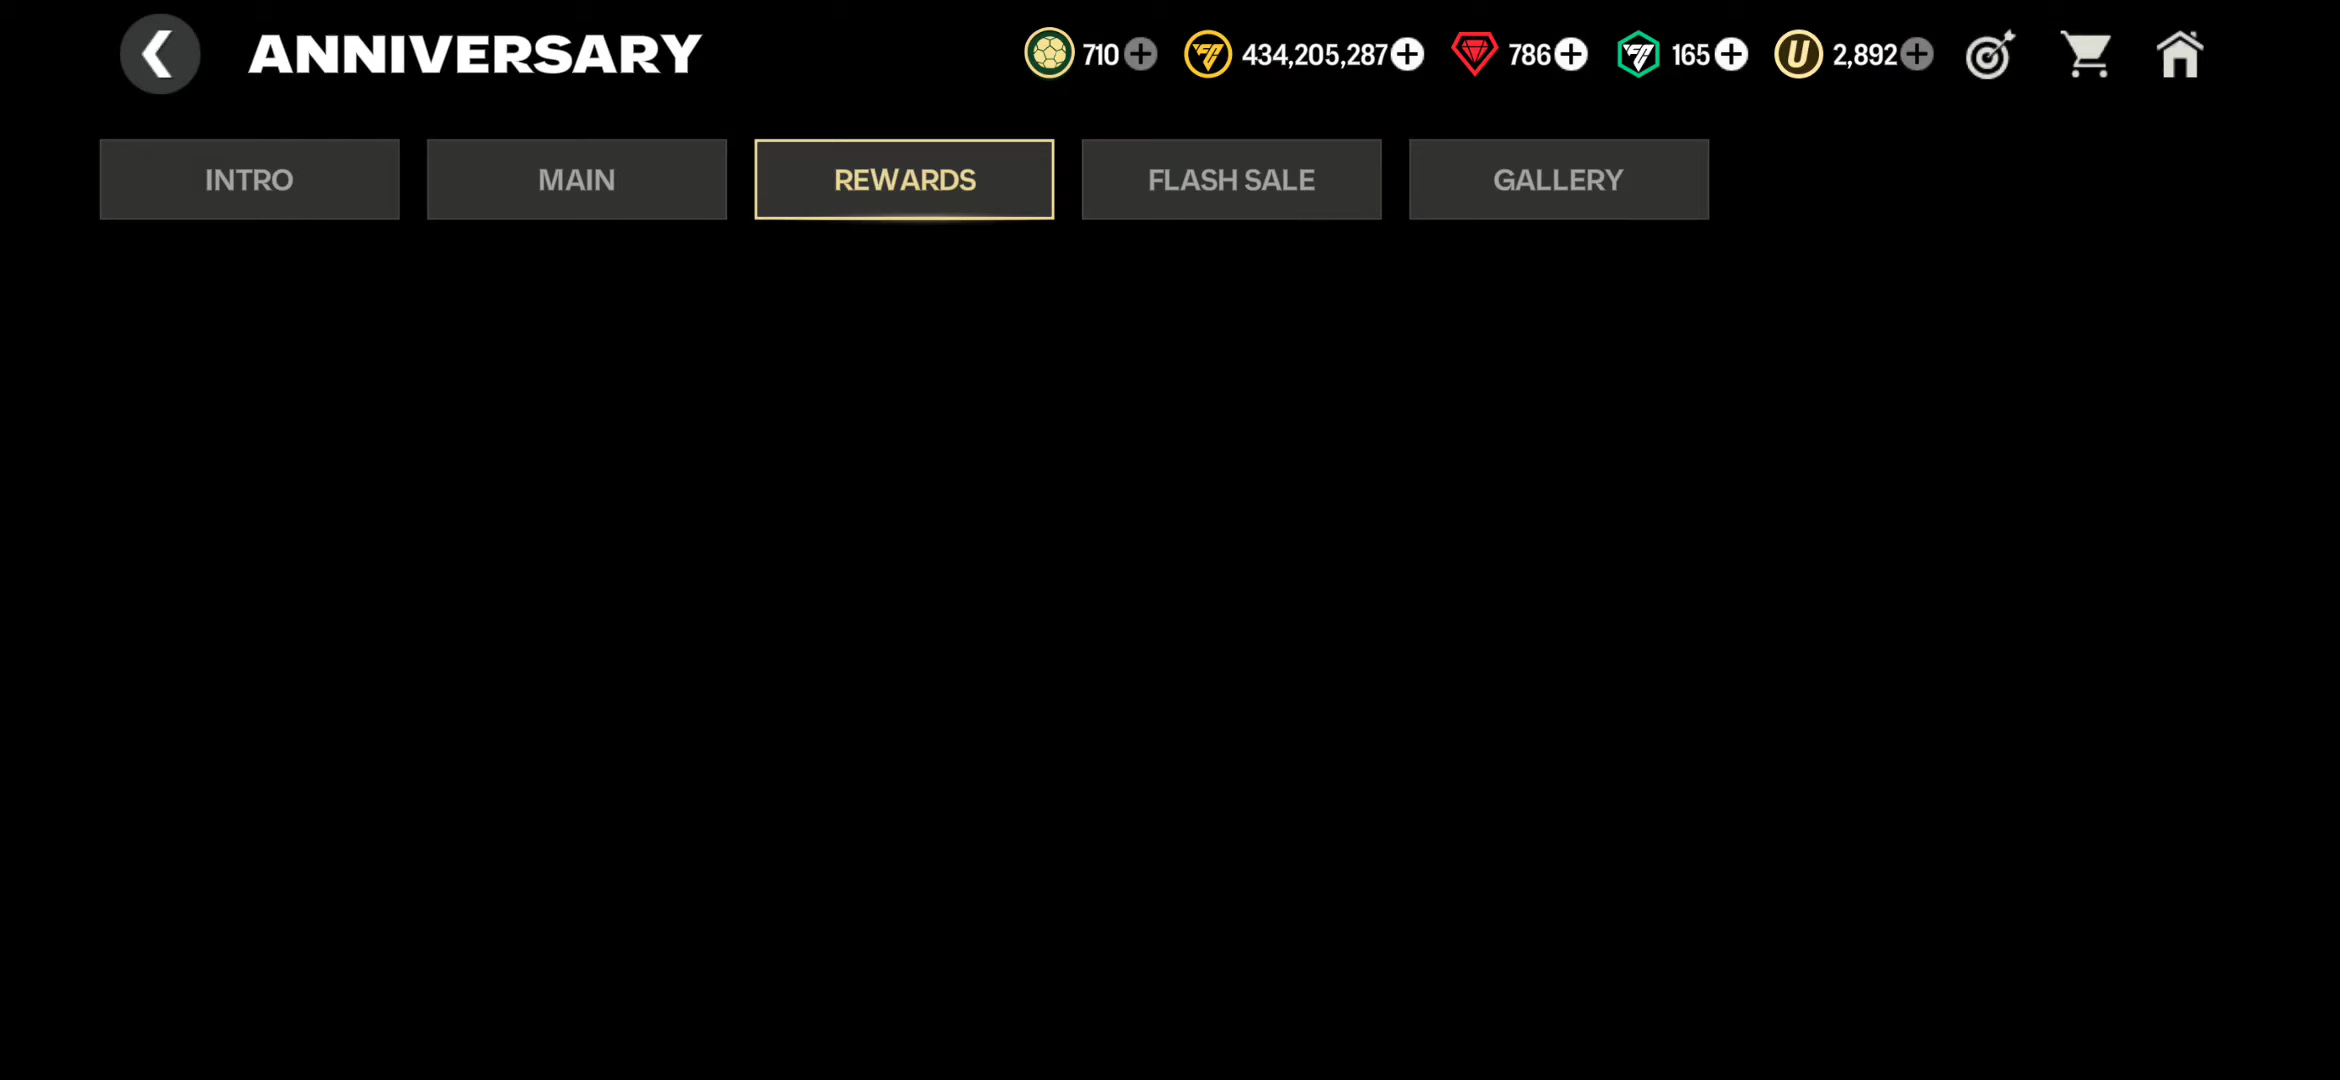 ANNIVERSARY 710 434,205,287 786 165 U 2,892
INTRO MAIN REWARDS FLASH SALE GALLERY